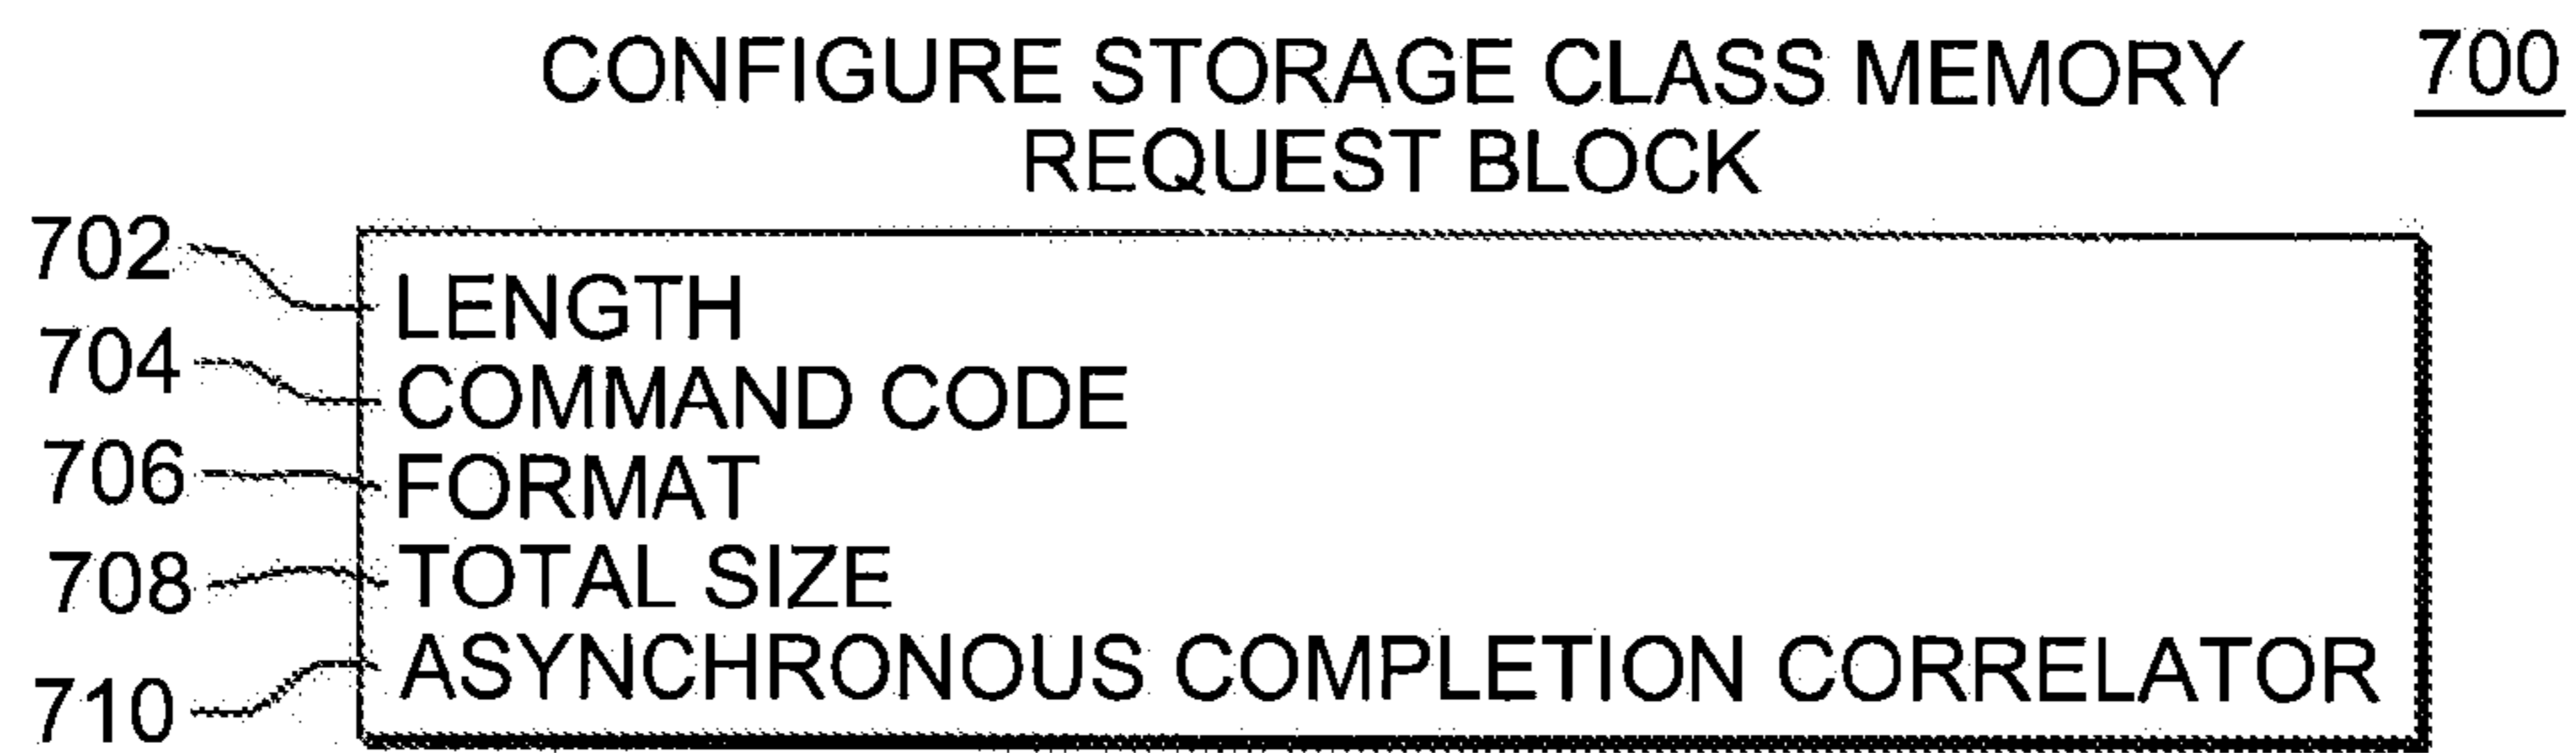 CONFIGURE STORAGE CLASS MEMORY 700
REQUEST BLOCK
702 LENGTH
704 COMMAND CODE
706 FORMAT
708 TOTAL SIZE
710 ASYNCHRONOUS COMPLETION CORRELATOR